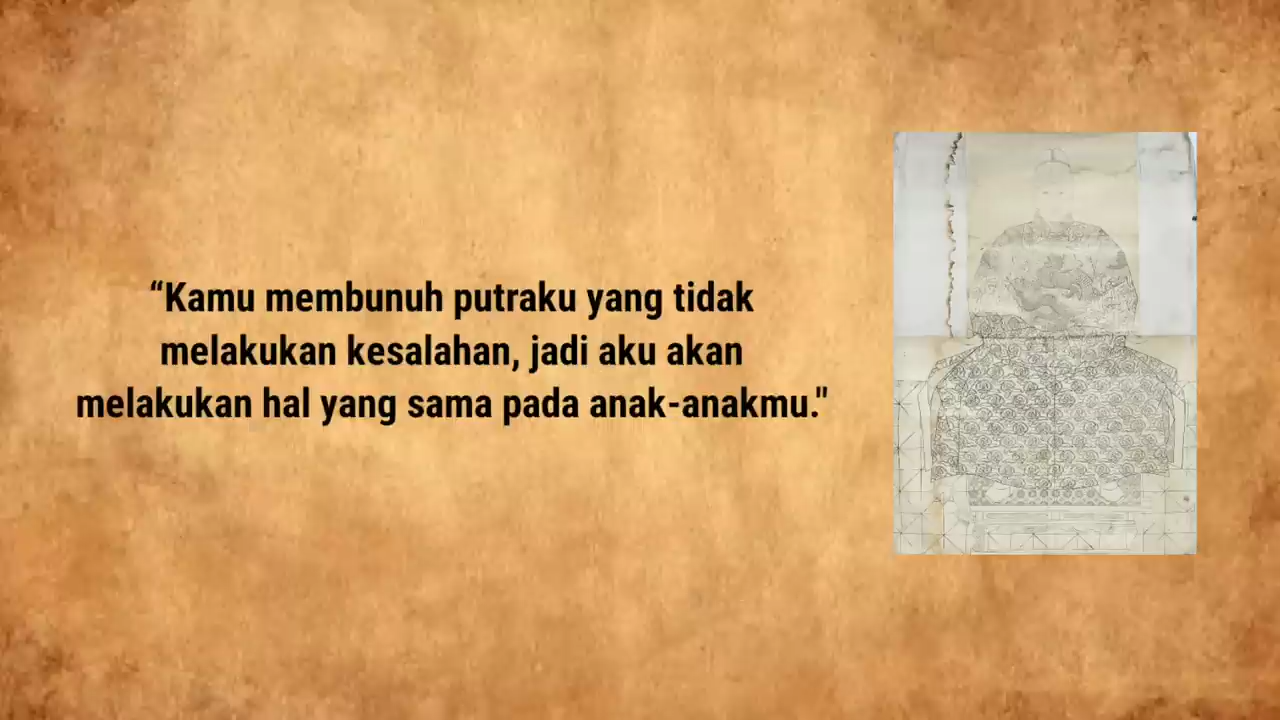 “Kamu membunuh putraku yang tidak
melakukan kesalahan, jadi aku akan
melakukan hal yang sama pada anak-anakmu."